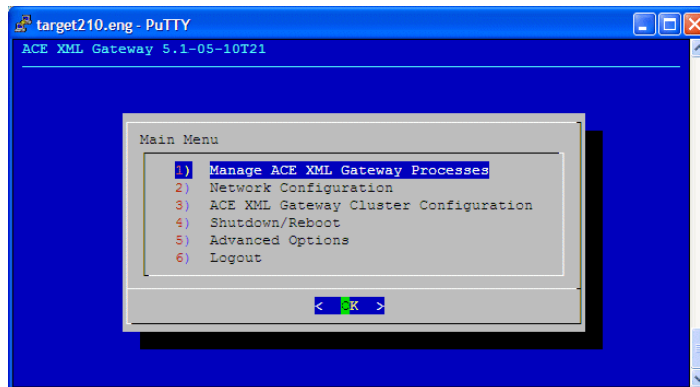 target210.eng - PuTTY
ACE XML Gateway 5.1-05-10T21
Main Menu
1) Manage ACE XML Gateway Processes
2) Network Configuration
3) ACE XML Gateway Cluster Configuration
4) Shutdown/Reboot
5) Advanced Options
6) Logout
< OK >